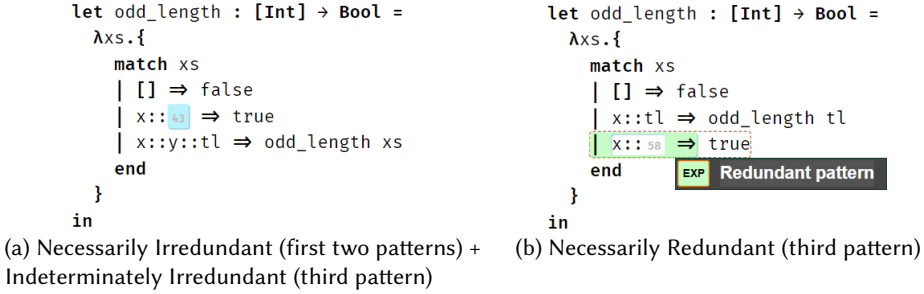 let odd_length : [Int] → Bool =
λxs.{
match xs
| [] ⇒ false
| x::43 ⇒ true
| x::y::tl ⇒ odd_length xs
end
}
in
(a) Necessarily Irredundant (first two patterns) +
Indeterminately Irredundant (third pattern)
let odd_length : [Int] → Bool =
λxs.{
match xs
| [] ⇒ false
| x::tl ⇒ odd_length tl
| x:: 58 ⇒ true
end
EXP Redundant pattern
}
in
(b) Necessarily Redundant (third pattern)